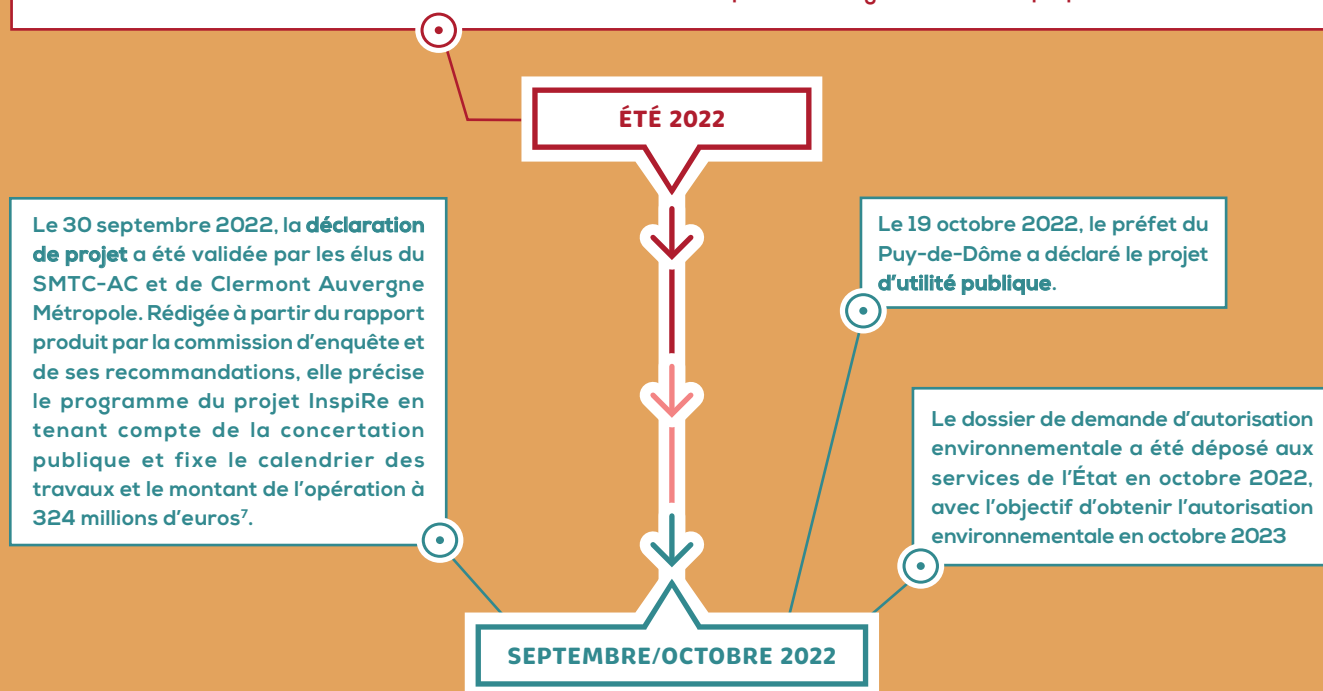 ÉTÉ 2022
Le 30 septembre 2022, la déclaration
de projet a été validée par les élus du
SMTC-AC et de Clermont Auvergne
Métropole. Rédigée à partir du rapport
produit par la commission d'enquête et
de ses recommandations, elle précise
le programme du projet InspiRe en
tenant compte de la concertation
publique et fixe le calendrier des
travaux et le montant de l'opération à
324 millions d'euros⁷.
Le 19 octobre 2022, le préfet du
Puy-de-Dôme a déclaré le projet
d'utilité publique.
Le dossier de demande d'autorisation
environnementale a été déposé aux
services de l'État en octobre 2022,
avec l'objectif d'obtenir l'autorisation
environnementale en octobre 2023
SEPTEMBRE/OCTOBRE 2022